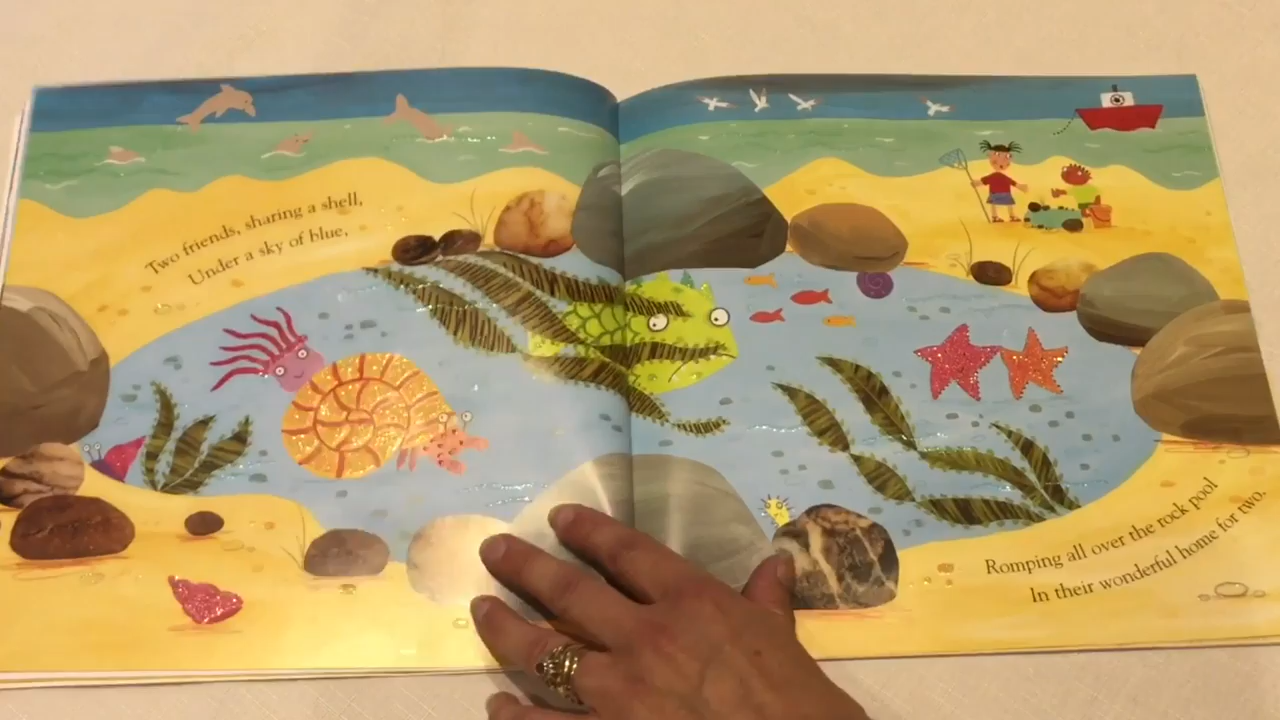 Two friends, sharing a shell,
Under a sky of blue,
Romping all over the rock pool
In their wonderful home for two.